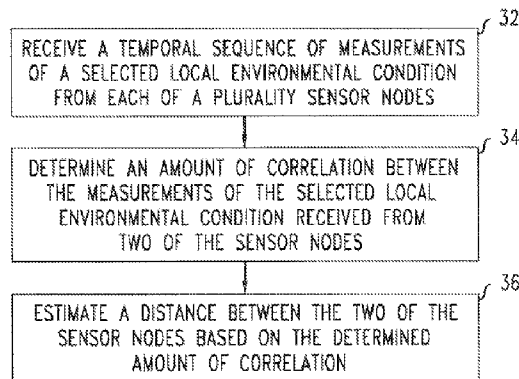 32
RECEIVE A TEMPORAL SEQUENCE OF MEASUREMENTS
OF A SELECTED LOCAL ENVIRONMENTAL CONDITION
FROM EACH OF A PLURALITY SENSOR NODES
34
DETERMINE AN AMOUNT OF CORRELATION BETWEEN
THE MEASUREMENTS OF THE SELECTED LOCAL
ENVIRONMENTAL CONDITION RECEIVED FROM
TWO OF THE SENSOR NODES
36
ESTIMATE A DISTANCE BETWEEN THE TWO OF THE
SENSOR NODES BASED ON THE DETERMINED
AMOUNT OF CORRELATION